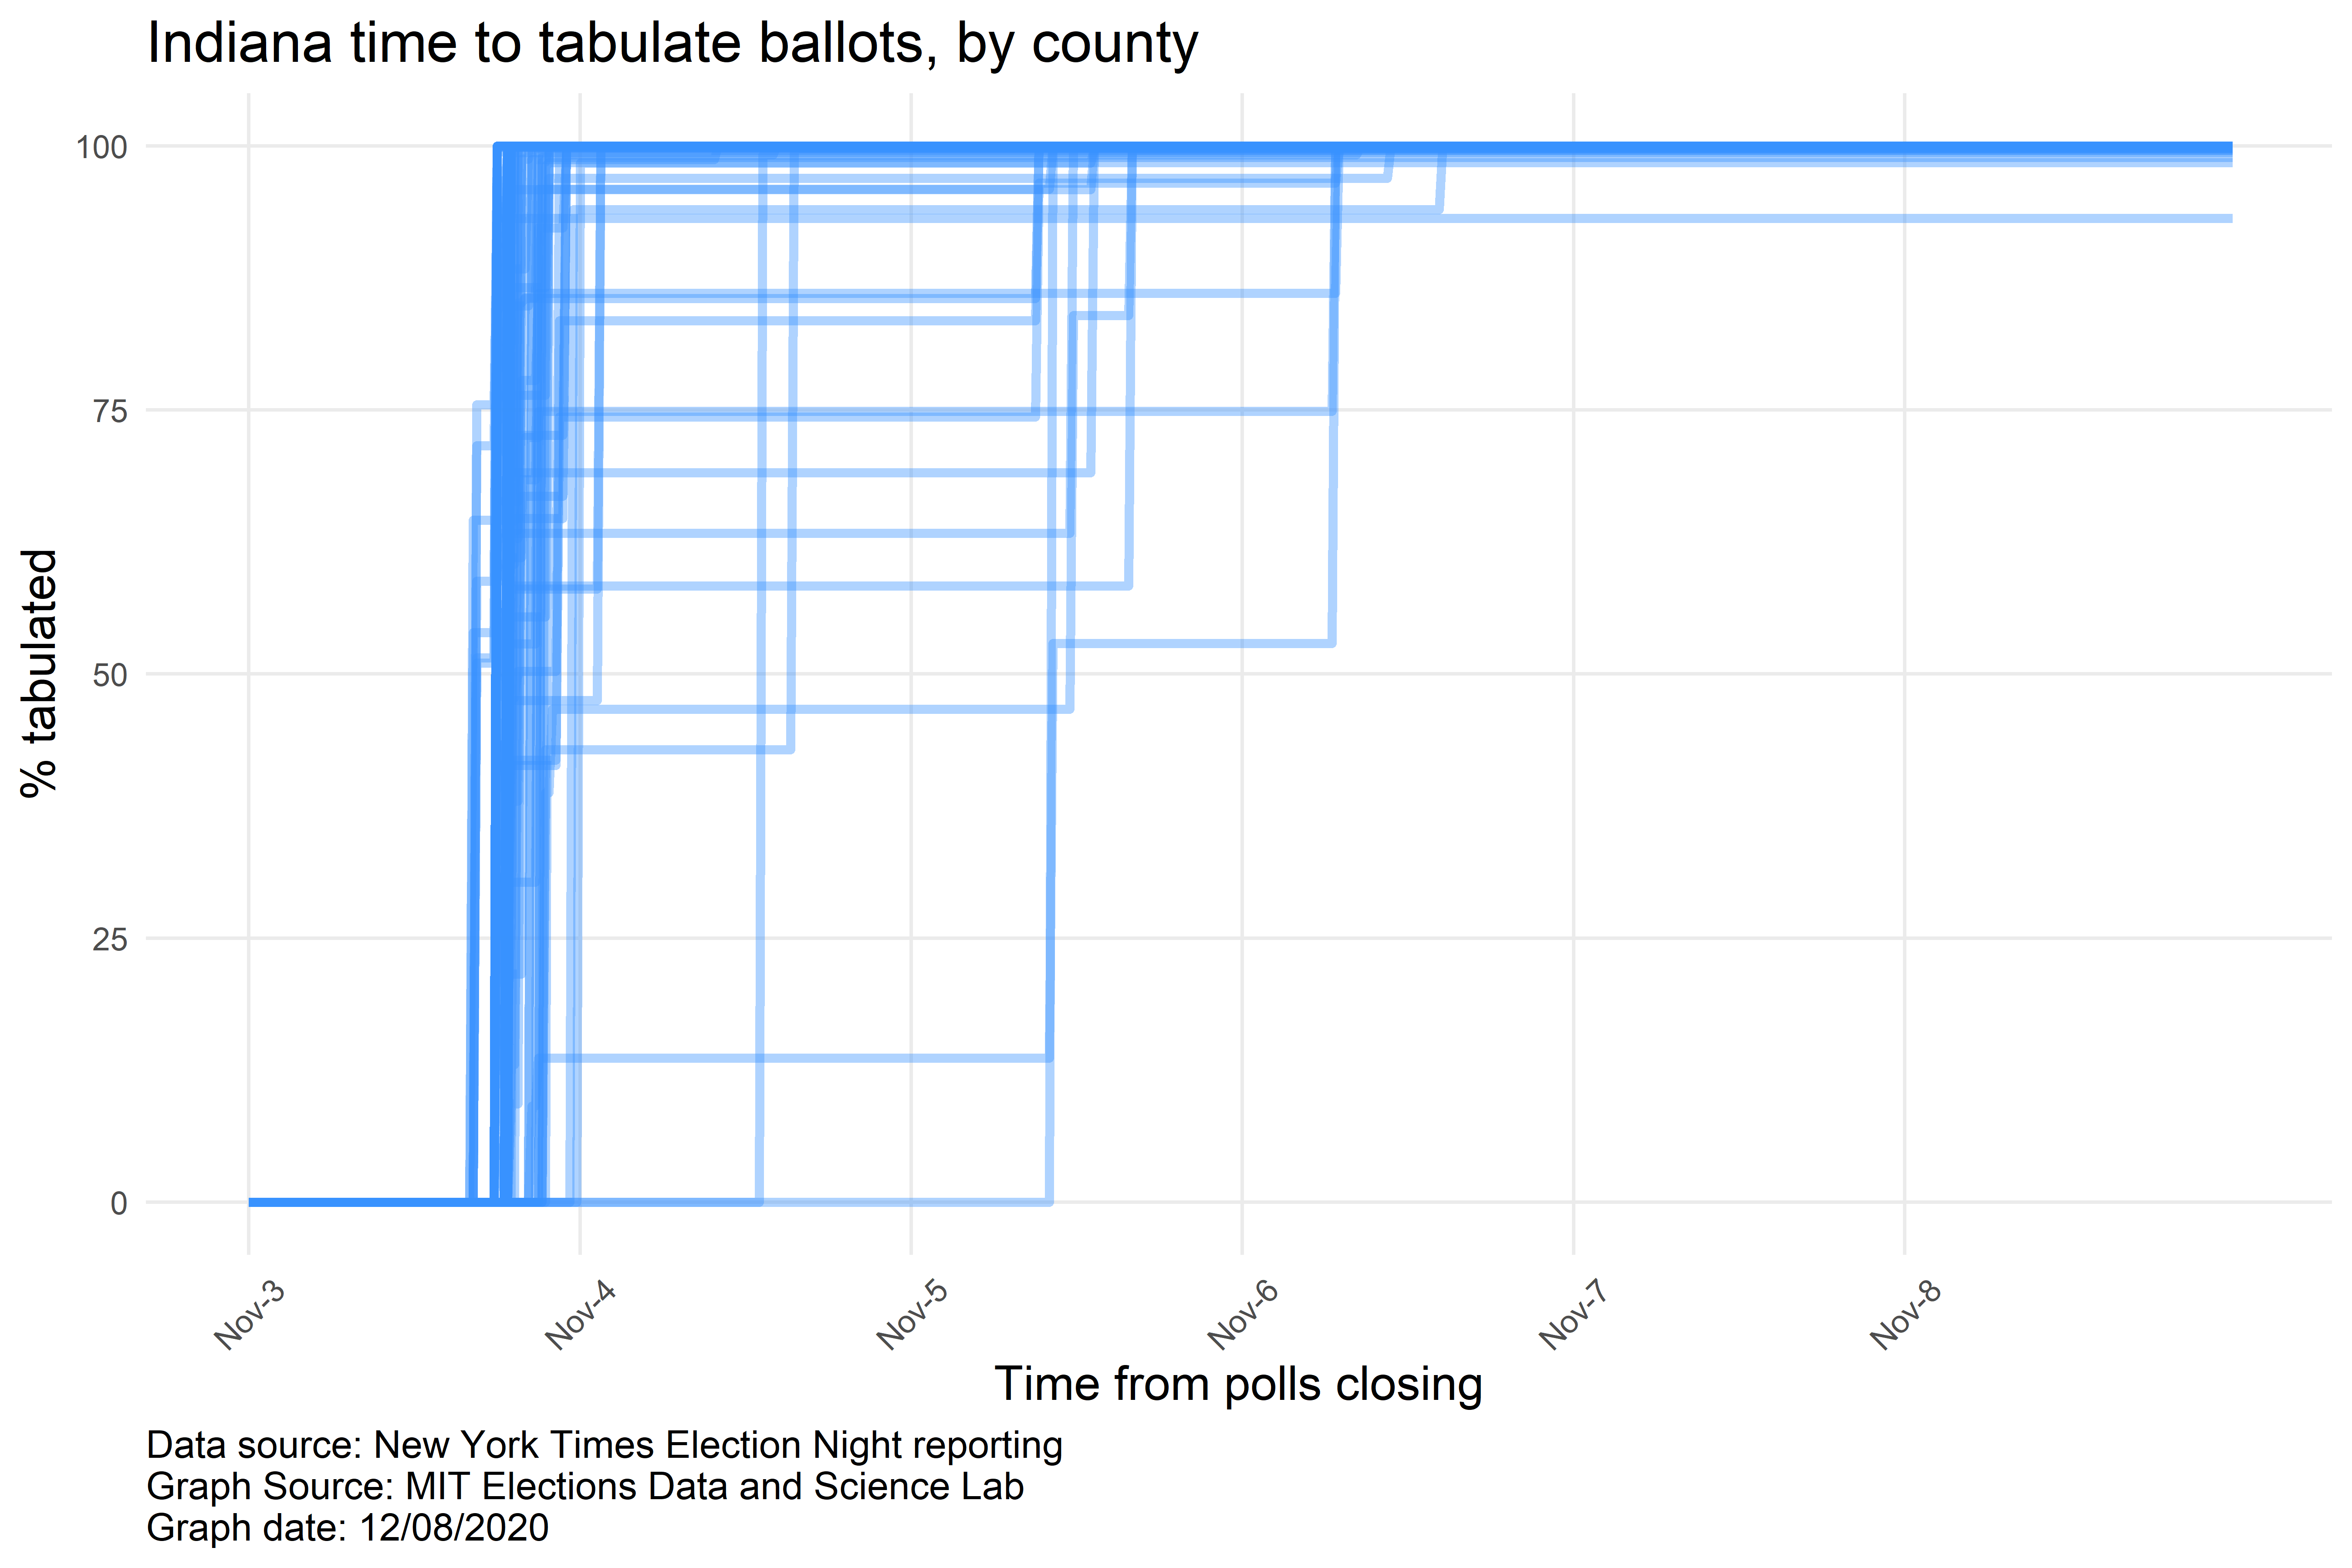 Indiana time to tabulate ballots, by county
100
75
50
25
0
% tabulated
Nov-3
Nov-4
Nov-5
Nov-6
Nov-7
Nov-8
Time from polls closing
Data source: New York Times Election Night reporting
Graph Source: MIT Elections Data and Science Lab
Graph date: 12/08/2020